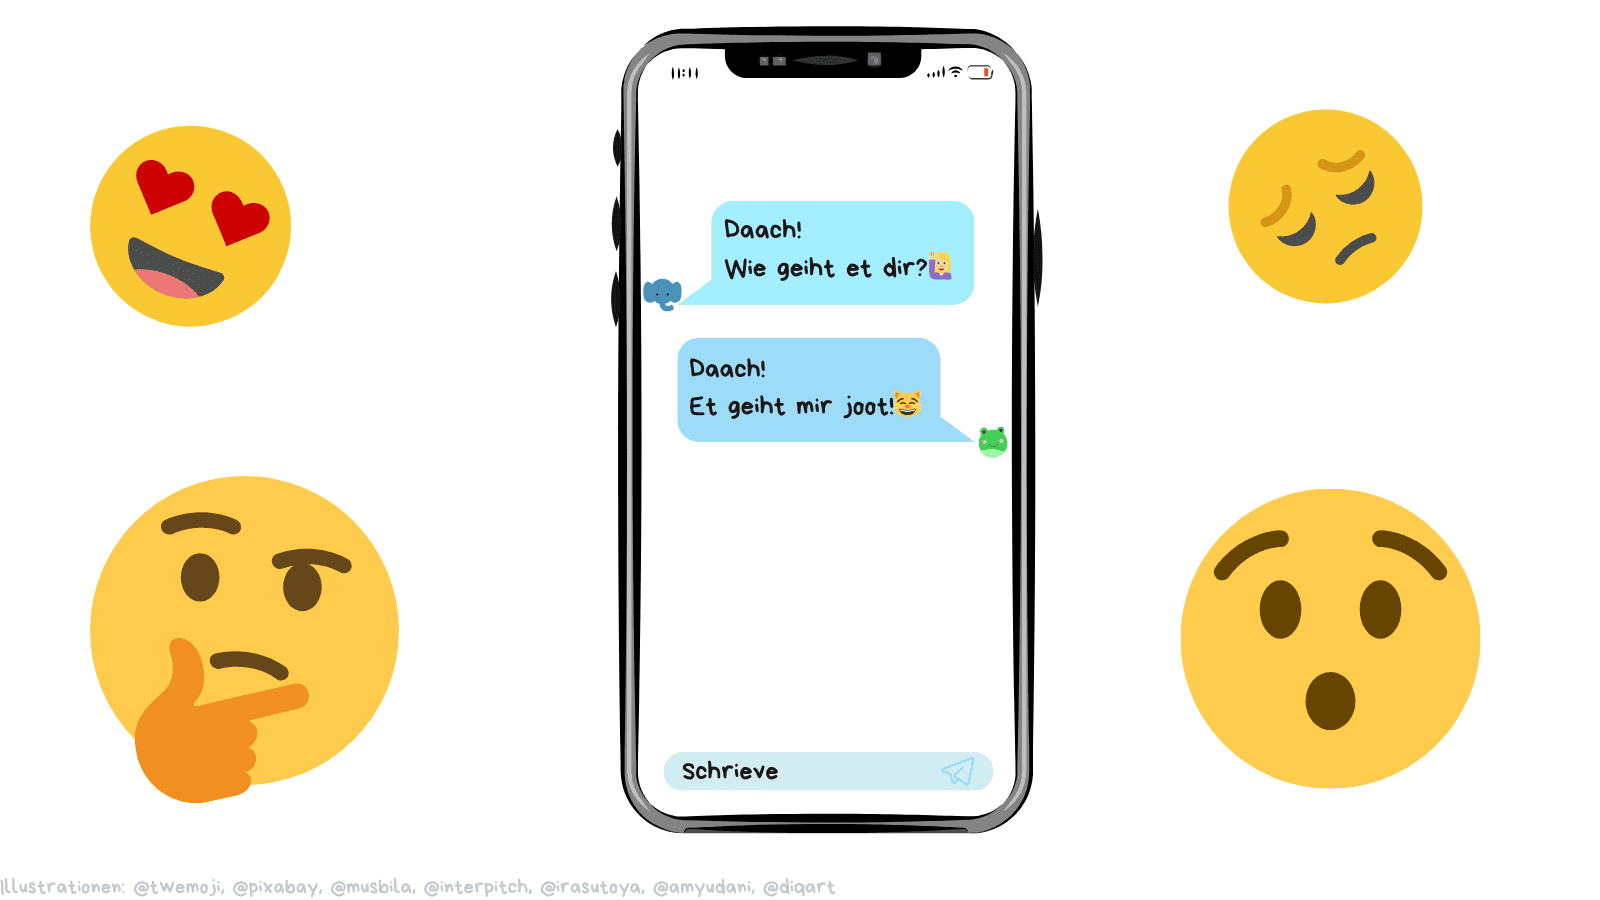 11:11
Daach!
Wie geiht et dir?
Daach!
Et geiht mir joot!
Schrieve
Illustrationen: @twemoji, @pixabay, @musbila, @interpitch, @irasutoya, @amyudani, @diqart